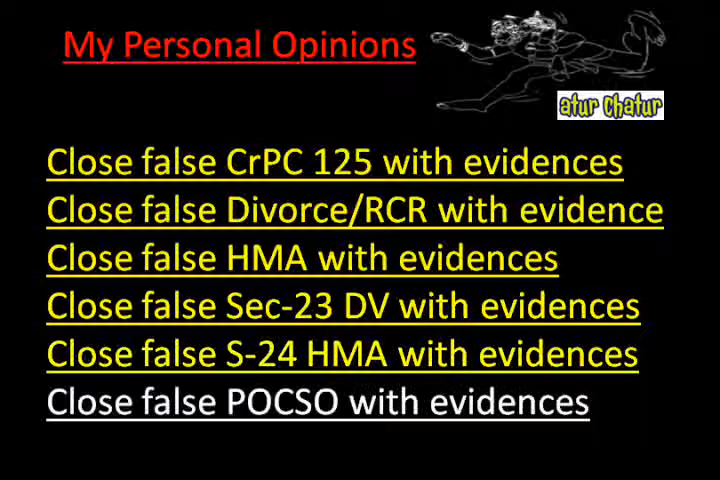 My Personal Opinions
atur Chatur
Close false CrPC 125 with evidences
Close false Divorce/RCR with evidence
Close false HMA with evidences
Close false Sec-23 DV with evidences
Close false S-24 HMA with evidences
Close false POCSO with evidences